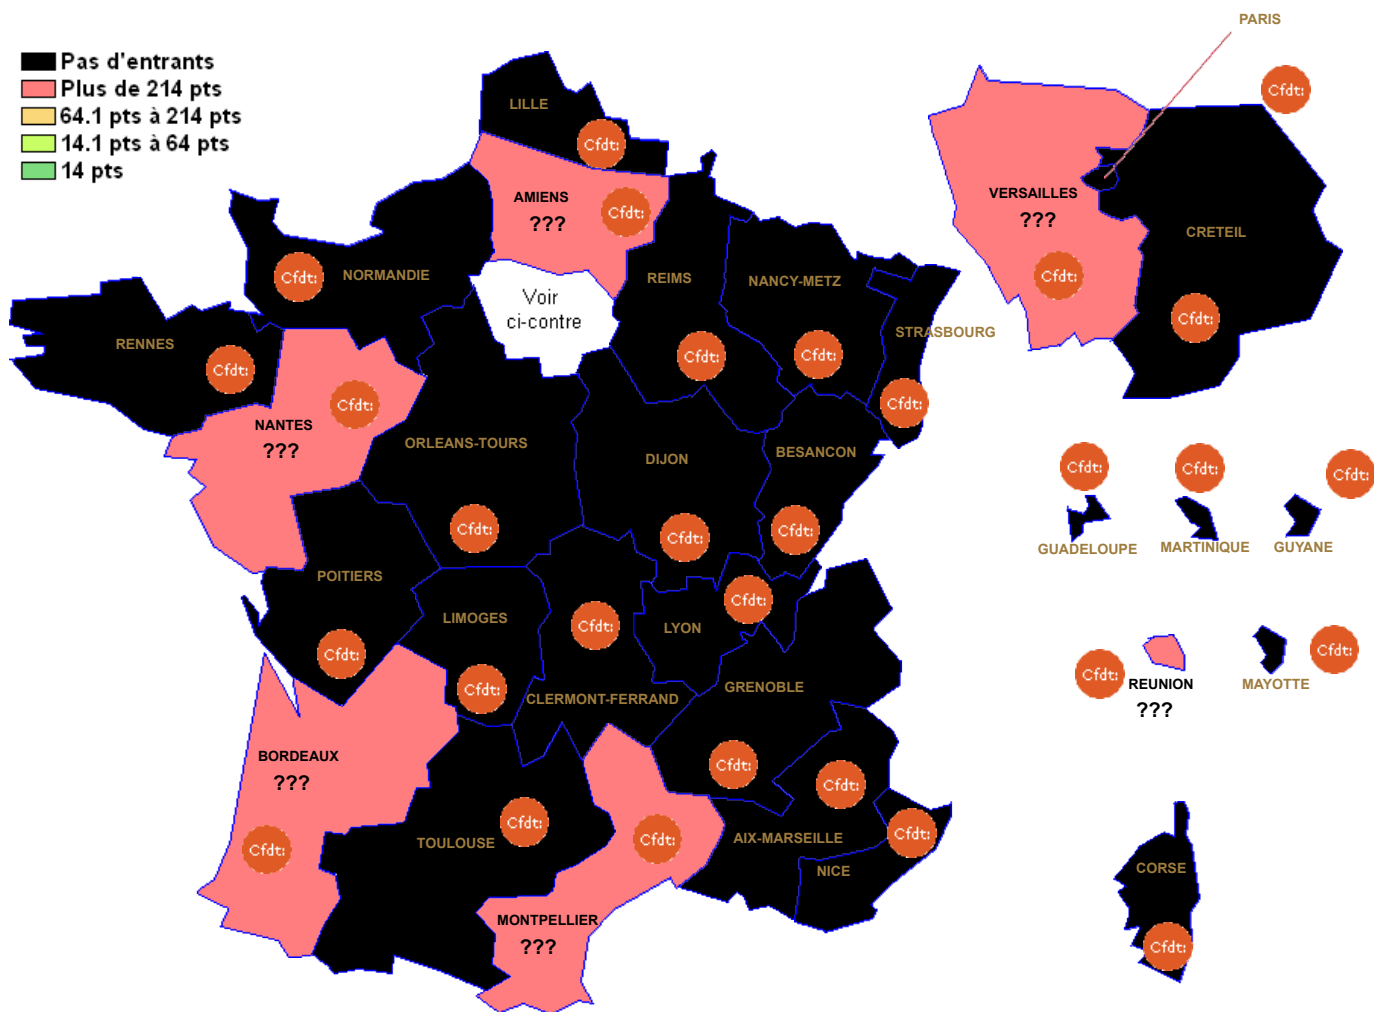 PARIS
Pas d'entrants
Plus de 214 pts
64.1 pts à 214 pts
14.1 pts à 64 pts
14 pts
Cfdt:
LILLE
Cfdt:
AMIENS
???
Cfdt:
VERSAILLES
???
Cfdt:
CRETEIL
Cfdt:
NORMANDIE
Cfdt:
Voir
ci-contre
REIMS
Cfdt:
NANCY-METZ
Cfdt:
STRASBOURG
Cfdt:
RENNES
Cfdt:
NANTES
???
Cfdt:
ORLEANS-TOURS
Cfdt:
DIJON
Cfdt:
BESANCON
Cfdt:
Cfdt:
GUADELOUPE
Cfdt:
MARTINIQUE
Cfdt:
GUYANE
POITIERS
Cfdt:
LIMOGES
Cfdt:
Cfdt:
CLERMONT-FERRAND
LYON
Cfdt:
GRENOBLE
Cfdt:
Cfdt:
REUNION
???
Cfdt:
MAYOTTE
BORDEAUX
???
Cfdt:
TOULOUSE
Cfdt:
MONTPELLIER
???
Cfdt:
AIX-MARSEILLE
Cfdt:
NICE
Cfdt:
CORSE
Cfdt: